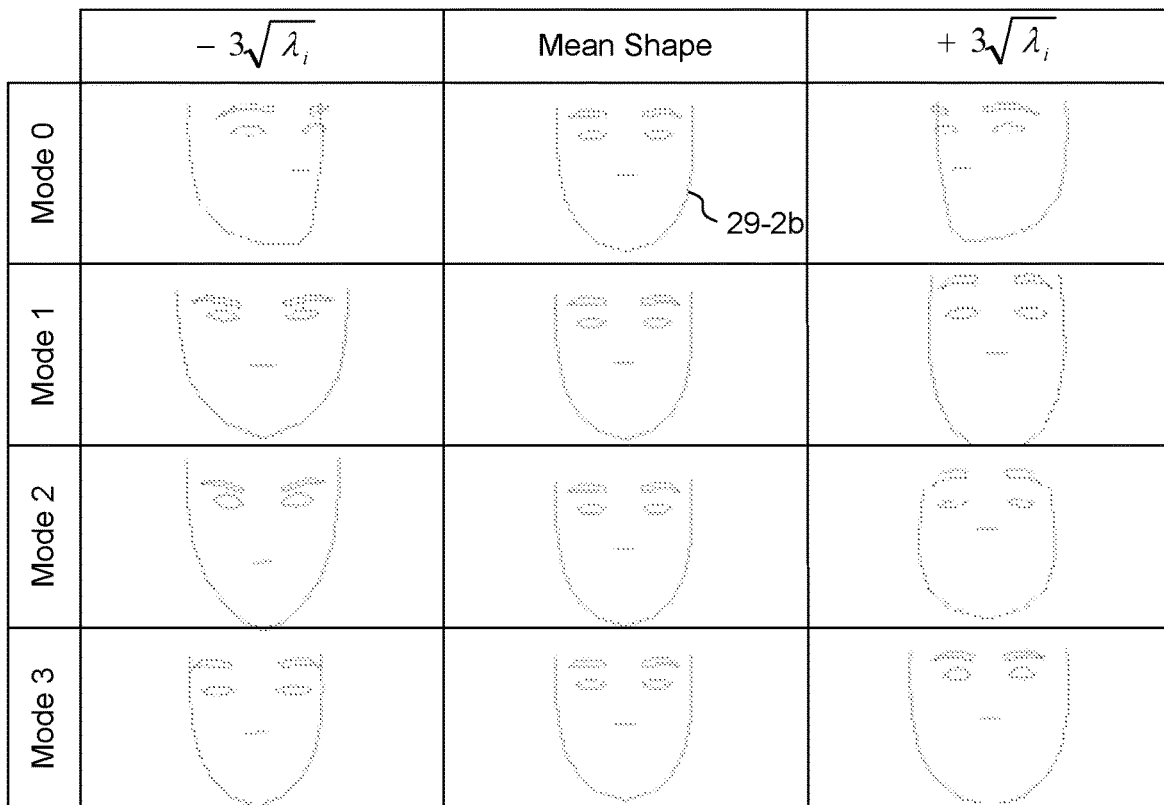 − 3√λᵢ Mean Shape + 3√λᵢ
Mode 0
29-2b
Mode 1
Mode 2
Mode 3